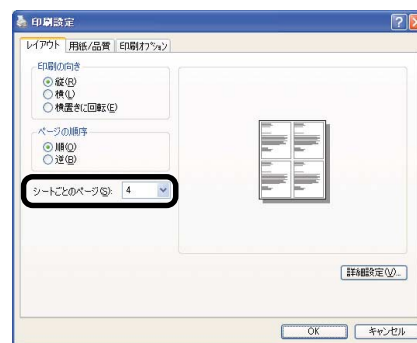 印刷設定
レイアウト 用紙/品質 印刷ｵﾌﾟｼｮﾝ
印刷の向き
縦(R)
横(L)
横置きに回転(E)
ページの順序
順(Q)
逆(B)
シートごとのページ(S): 4
詳細設定(V)...
OK キャンセル